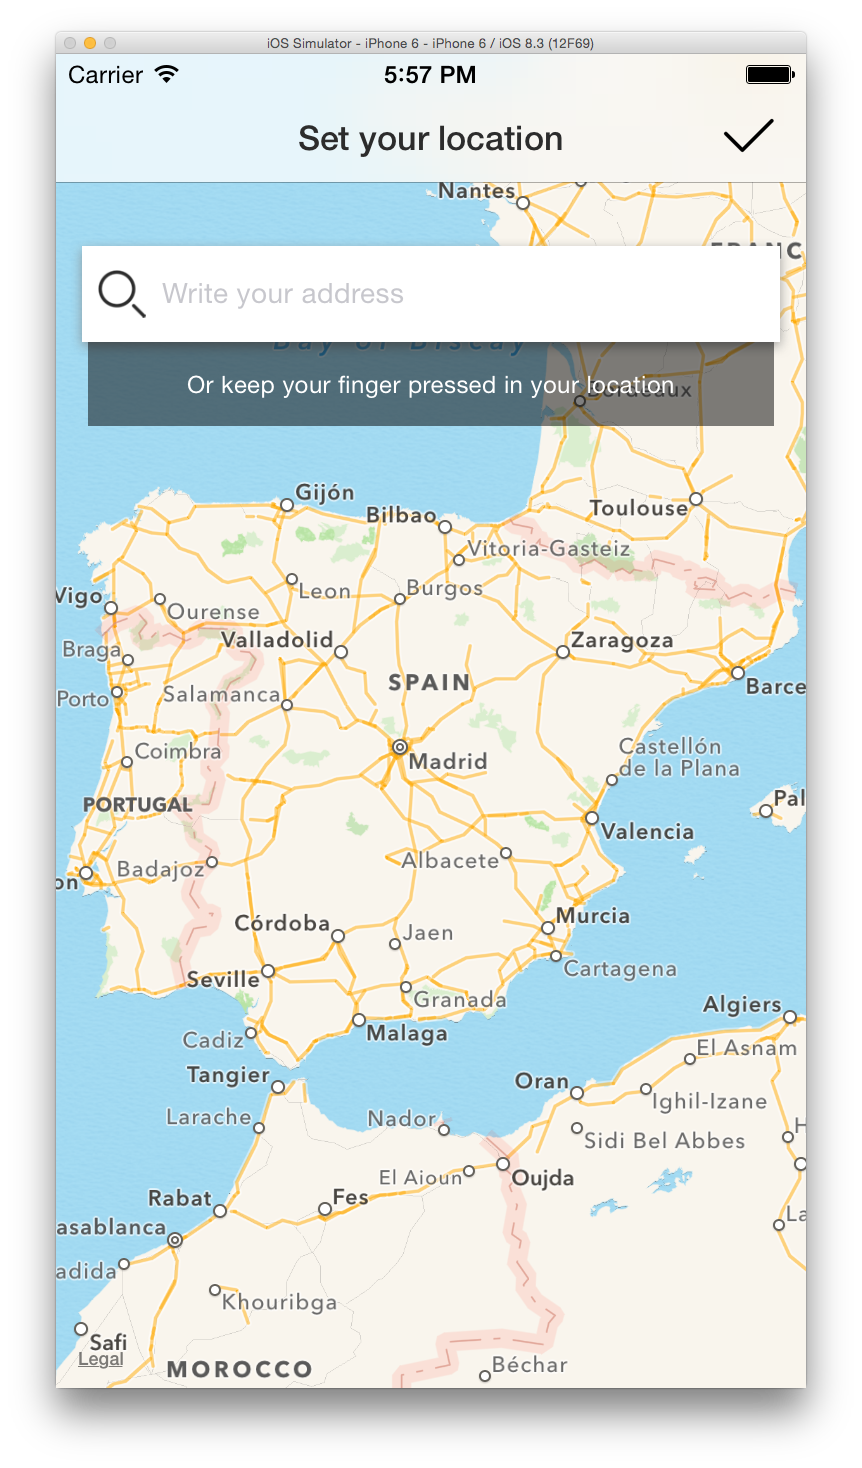 iOS Simulator - iPhone 6 - iPhone 6 / iOS 8.3 (12F69)
Carrier 5:57 PM
Set your location
Nantes
FRANC
Write your address
Bay of Biscay
Or keep your finger pressed in your location
Bordeaux
Gijón
Bilbao
Toulouse
Vitoria-Gasteiz
Leon
Burgos
Vigo
Ourense
Valladolid
Zaragoza
Braga
SPAIN
Barce
Porto
Salamanca
Coimbra
Madrid
Castellón
de la Plana
PORTUGAL
Pal
Valencia
Badajoz
Albacete
on
Córdoba
Jaen
Murcia
Cartagena
Seville
Granada
Algiers
Cadiz
Malaga
El Asnam
Tangier
Oran
Ighil-Izane
Larache
Nador
H
Sidi Bel Abbes
El Aioun
Oujda
Rabat
Fes
La
asablanca
adida
Khouribga
Safi
Legal
MOROCCO
Béchar